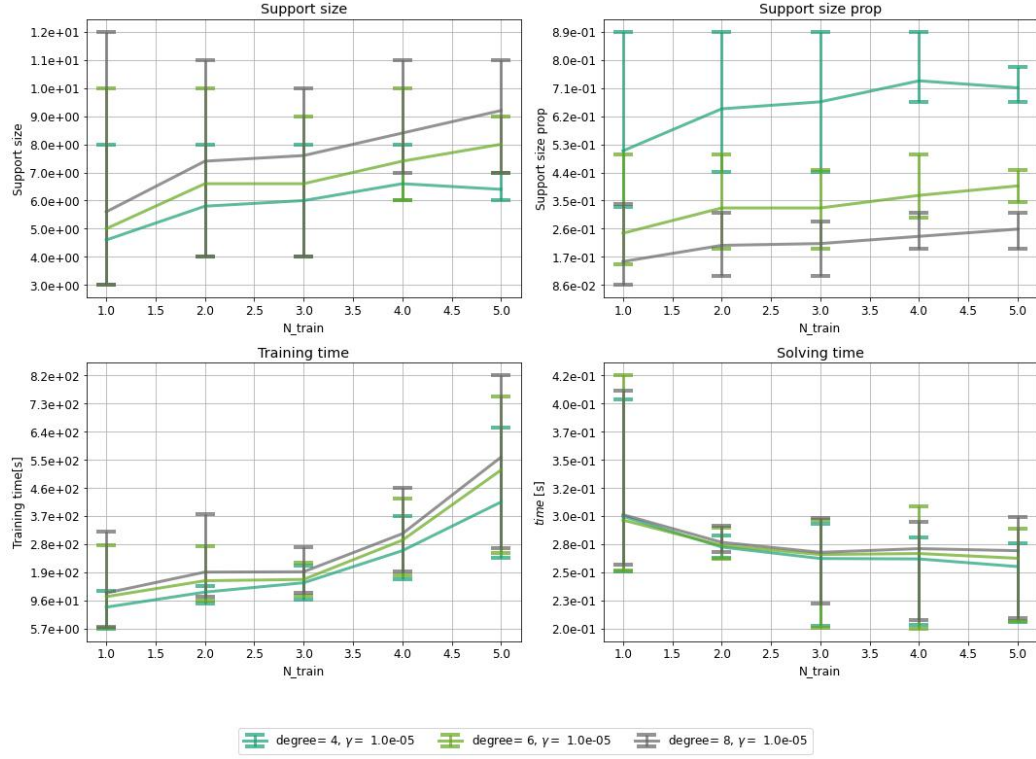 Support size
Support size
1.2e+01
1.1e+01
1.0e+01
9.0e+00
8.0e+00
7.0e+00
6.0e+00
5.0e+00
4.0e+00
3.0e+00
1.0 1.5 2.0 2.5 3.0 3.5 4.0 4.5 5.0
N_train
Support size prop
Support size prop
8.9e-01
8.0e-01
7.1e-01
6.2e-01
5.3e-01
4.4e-01
3.5e-01
2.6e-01
1.7e-01
8.6e-02
1.0 1.5 2.0 2.5 3.0 3.5 4.0 4.5 5.0
N_train
Training time
Training time[s]
8.2e+02
7.3e+02
6.4e+02
5.5e+02
4.6e+02
3.7e+02
2.8e+02
1.9e+02
9.6e+01
5.7e+00
1.0 1.5 2.0 2.5 3.0 3.5 4.0 4.5 5.0
N_train
Solving time
time [s]
4.2e-01
4.0e-01
3.7e-01
3.5e-01
3.2e-01
3.0e-01
2.8e-01
2.5e-01
2.3e-01
2.0e-01
1.0 1.5 2.0 2.5 3.0 3.5 4.0 4.5 5.0
N_train
degree= 4, γ= 1.0e-05
degree= 6, γ= 1.0e-05
degree= 8, γ= 1.0e-05